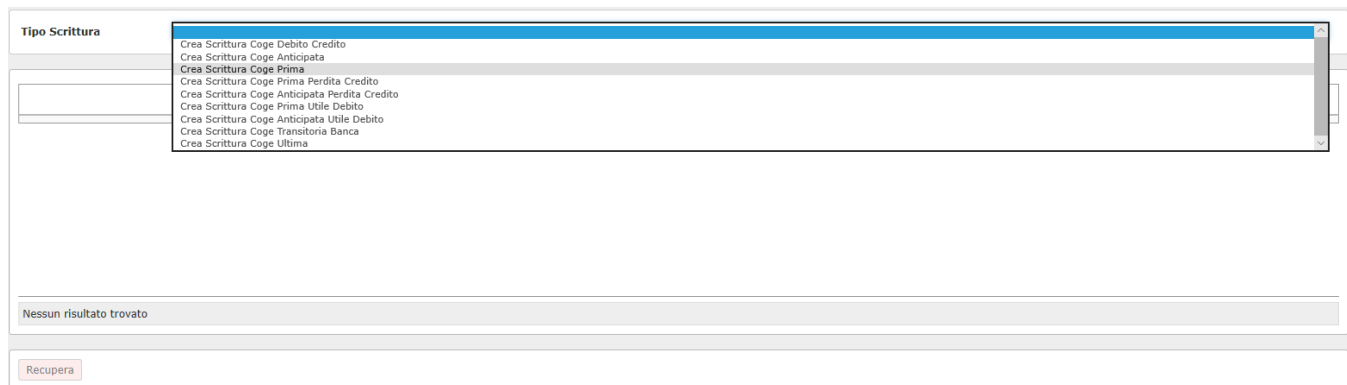 Tipo Scrittura
Crea Scrittura Coge Debito Credito
Crea Scrittura Coge Anticipata
Crea Scrittura Coge Prima
Crea Scrittura Coge Prima Perdita Credito
Crea Scrittura Coge Anticipata Perdita Credito
Crea Scrittura Coge Prima Utile Debito
Crea Scrittura Coge Anticipata Utile Debito
Crea Scrittura Coge Transitoria Banca
Crea Scrittura Coge Ultima
Nessun risultato trovato
Recupera